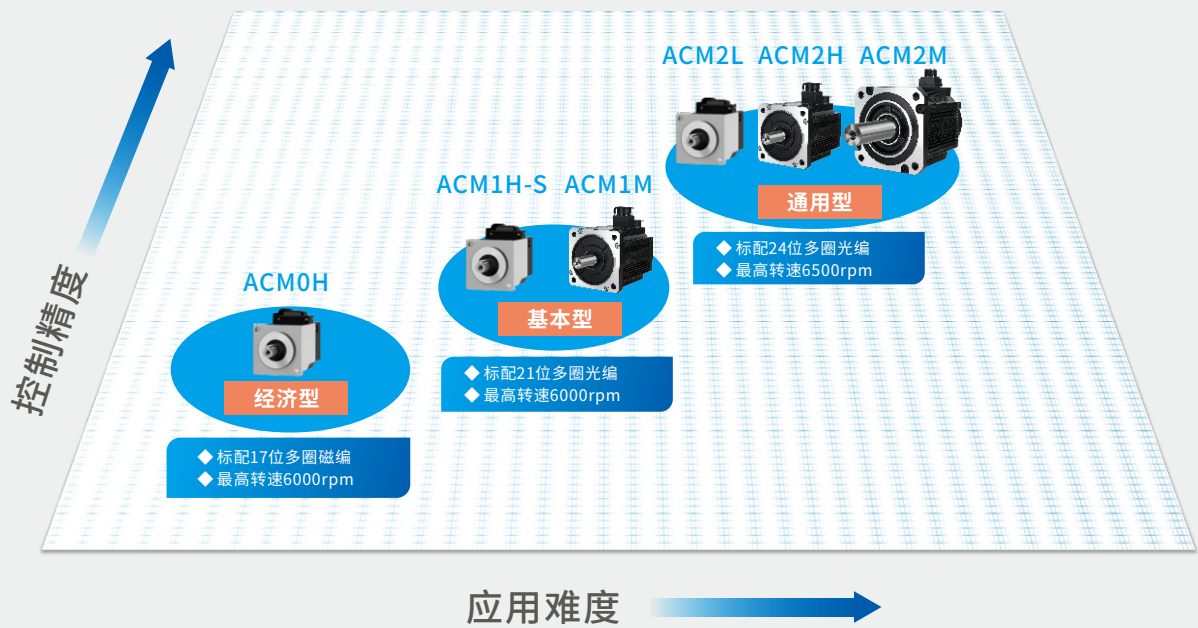 ACM2L ACM2H ACM2M
通用型
◆ 标配24位多圈光编
◆ 最高转速6500rpm
ACM1H-S ACM1M
基本型
◆ 标配21位多圈光编
◆ 最高转速6000rpm
ACM0H
经济型
◆ 标配17位多圈磁编
◆ 最高转速6000rpm
控制精度
应用难度